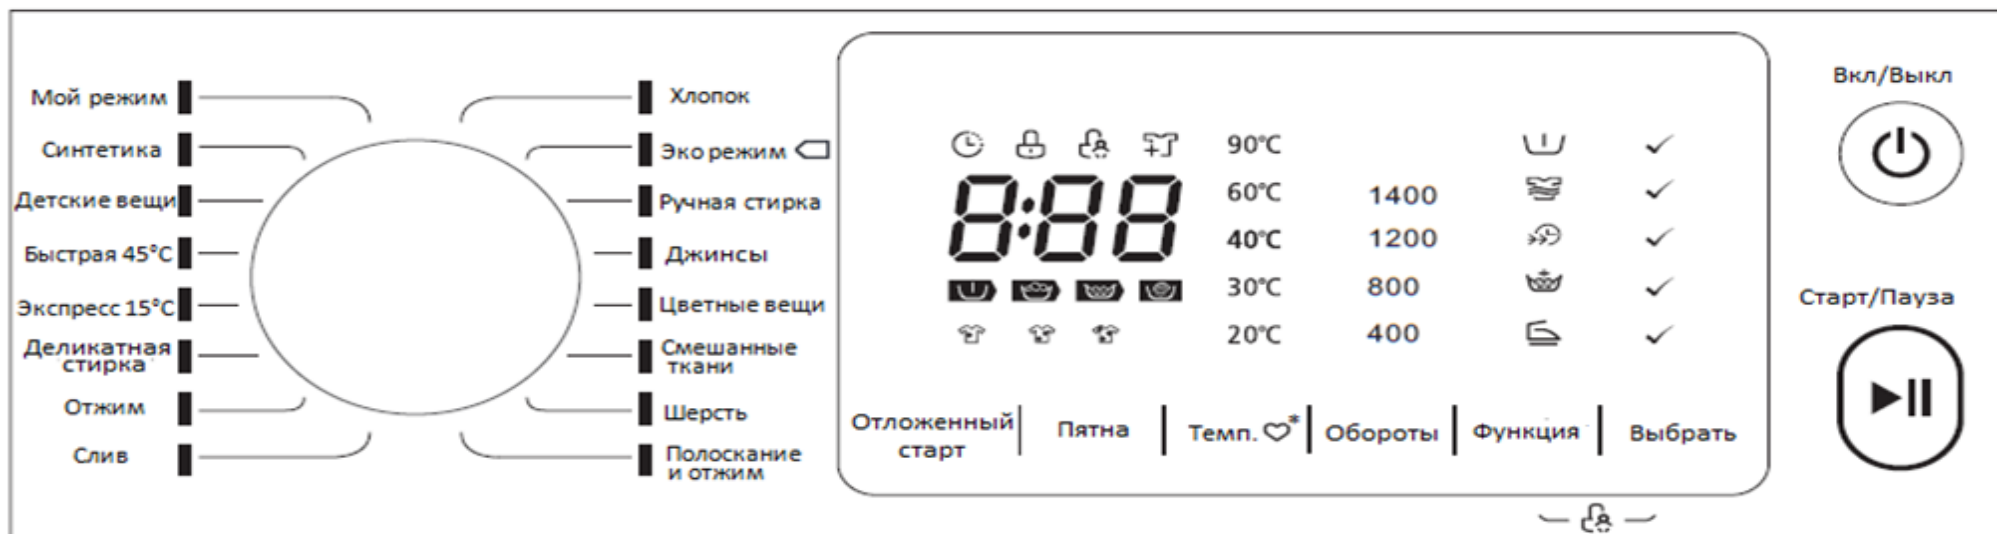 Мой режим
Синтетика
Детские вещи
Быстрая 45°C
Экспресс 15°C
Деликатная
стирка
Отжим
Слив
Хлопок
Эко режим
Ручная стирка
Джинсы
Цветные вещи
Смешанные
ткани
Шерсть
Полоскание
и отжим
8:88
90°C
60°C
40°C
30°C
20°C
1400
1200
800
400
Отложенный
старт
Пятна
Темп. ♡*
Обороты
Функция
Выбрать
Вкл/Выкл
Старт/Пауза